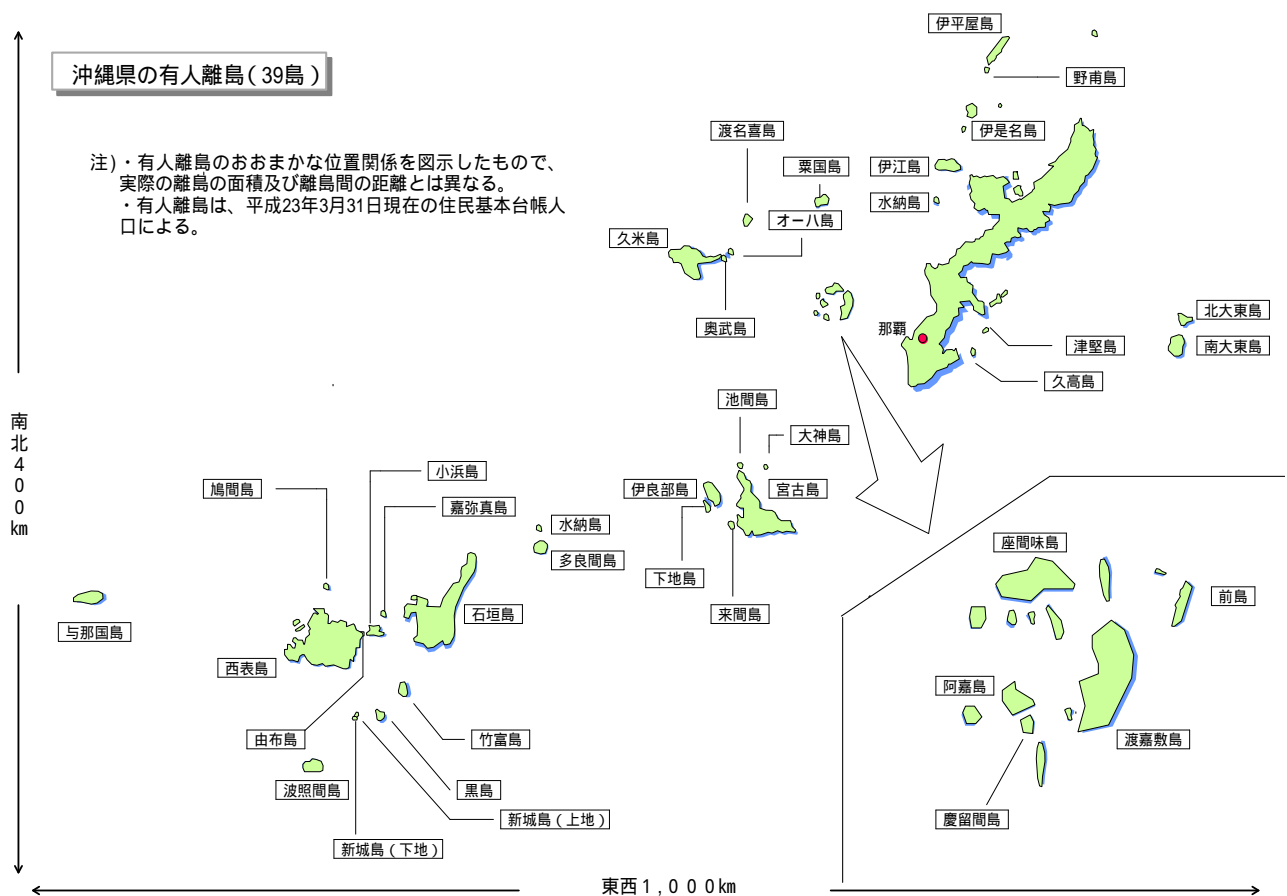 沖縄県の有人離島(39島)
注)・有人離島のおおまかな位置関係を図示したもので、
実際の離島の面積及び離島間の距離とは異なる。
・有人離島は、平成23年3月31日現在の住民基本台帳人
口による。
伊平屋島
野甫島
伊是名島
渡名喜島
粟国島
伊江島
水納島
オーハ島
久米島
奥武島
那覇
北大東島
南大東島
津堅島
久高島
池間島
大神島
伊良部島
宮古島
下地島
来間島
小浜島
鳩間島
嘉弥真島
水納島
多良間島
石垣島
与那国島
西表島
由布島
竹富島
波照間島
黒島
新城島(上地)
新城島(下地)
座間味島
前島
阿嘉島
渡嘉敷島
慶留間島
南北400km
東西1,000km